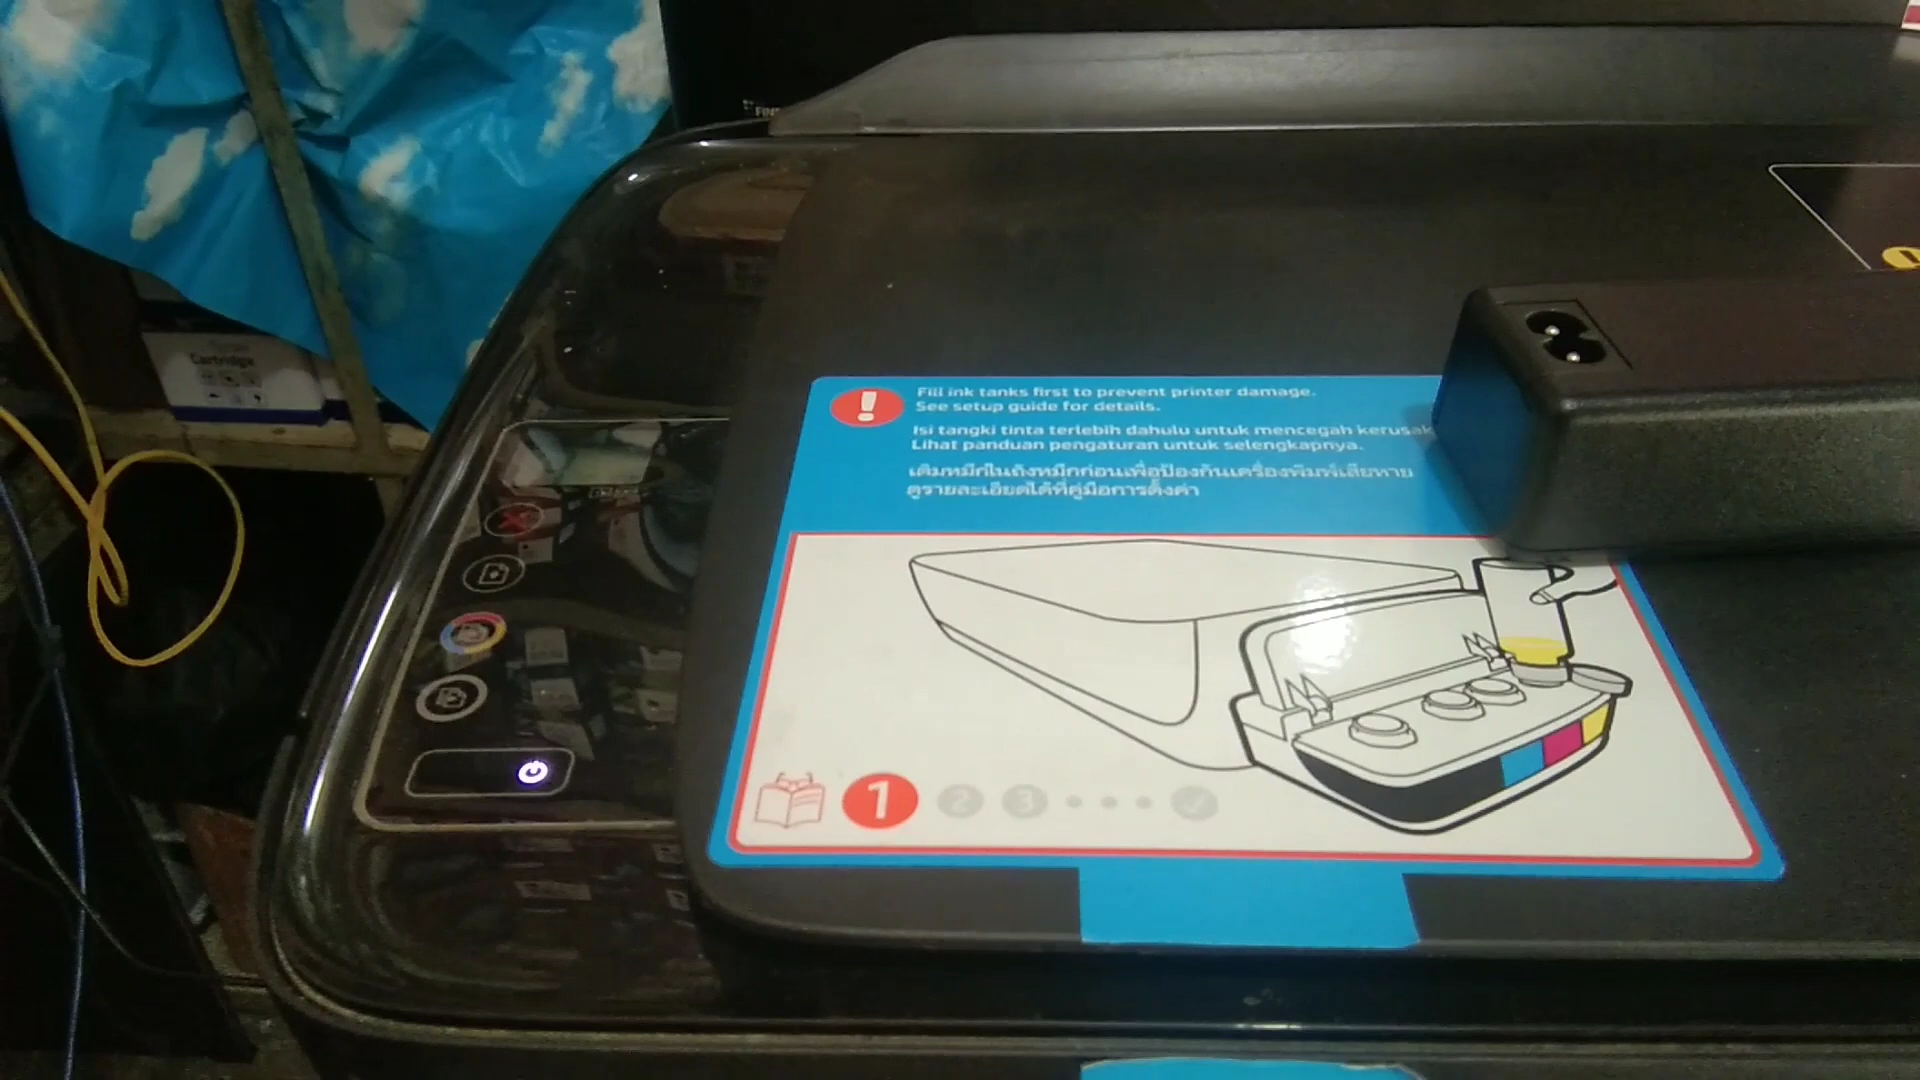 Cartridge
Fill ink tanks first to prevent printer damage.
See setup guide for details.
Isi tangki tinta terlebih dahulu untuk mencegah kerusak
Lihat panduan pengaturan untuk selengkapnya.
เติมหมึกในถังหมึกก่อนเพื่อป้องกันเครื่องพิมพ์เสียหาย
ดูรายละเอียดได้ที่คู่มือการตั้งค่า
1 2 3